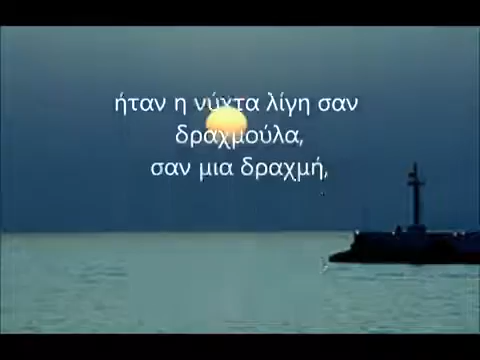 ήταν η νύχτα λίγη σαν
δραχμούλα,
σαν μια δραχμή,